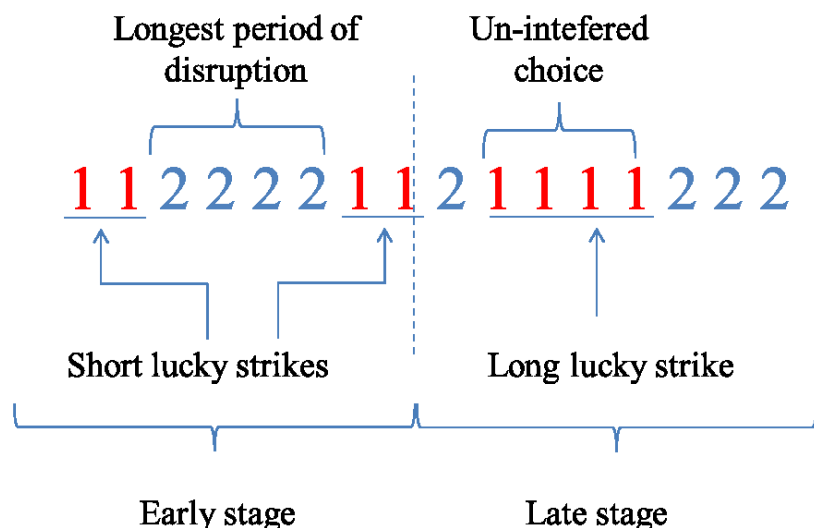 Longest period of
disruption
Un-intefered
choice
1 1 2 2 2 2 1 1 2 1 1 1 1 2 2 2
Short lucky strikes
Long lucky strike
Early stage
Late stage